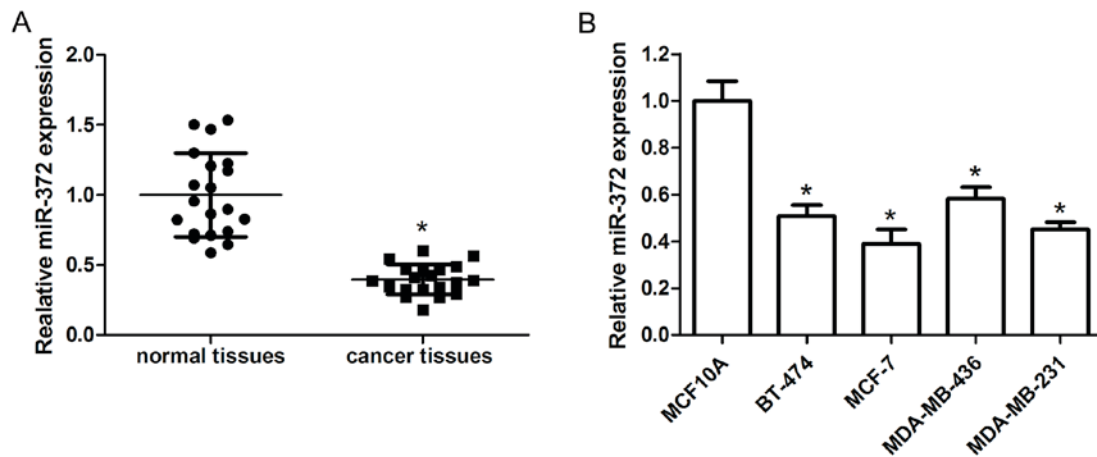 A
Realative miR-372 expression
2.0
1.5
1.0
0.5
0.0
*
normal tissues
cancer tissues
B
Relative miR-372 expression
1.2
1.0
0.8
0.6
0.4
0.2
0.0
*
*
*
*
MCF10A
BT-474
MCF-7
MDA-MB-436
MDA-MB-231